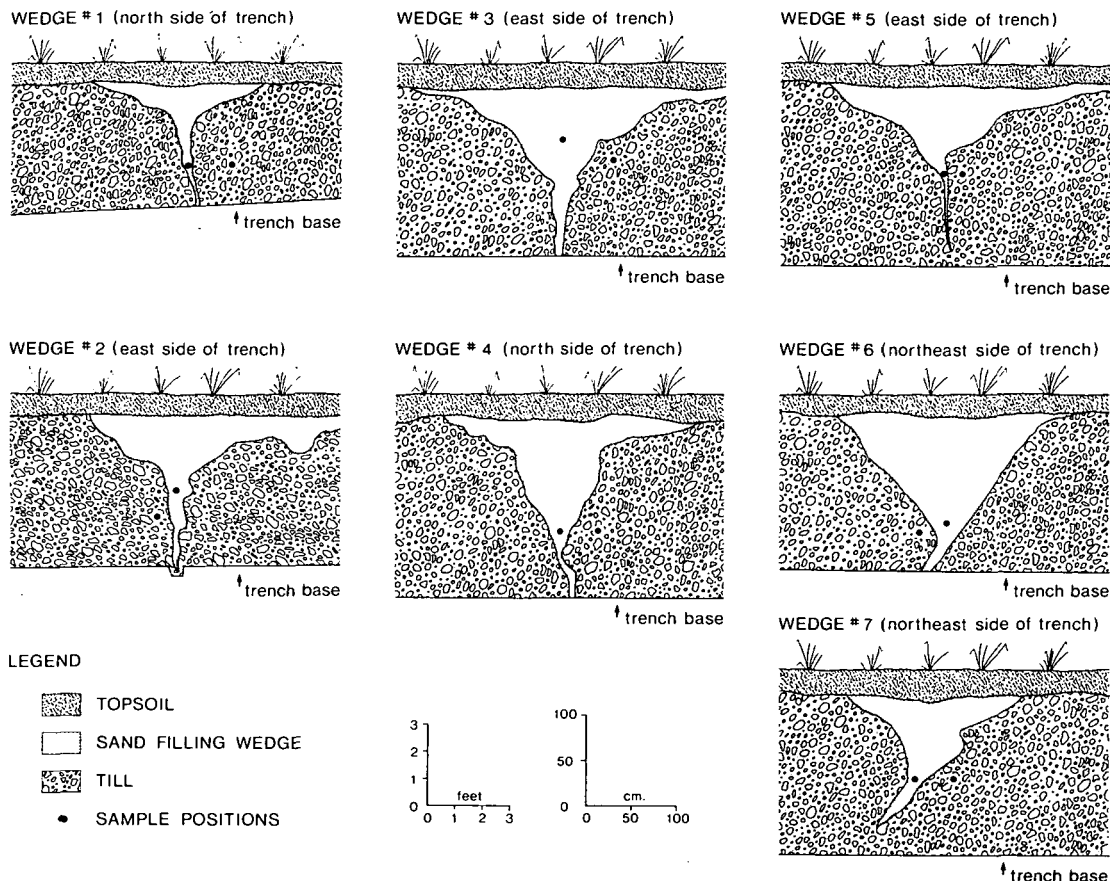 WEDGE #1 (north side of trench)
trench base
WEDGE #3 (east side of trench)
trench base
WEDGE #5 (east side of trench)
trench base
WEDGE #2 (east side of trench)
trench base
WEDGE #4 (north side of trench)
trench base
WEDGE #6 (northeast side of trench)
trench base
WEDGE #7 (northeast side of trench)
trench base
LEGEND
TOPSOIL
SAND FILLING WEDGE
TILL
SAMPLE POSITIONS
3
2
1
0
feet
0 1 2 3
100
50
0
cm.
0 50 100